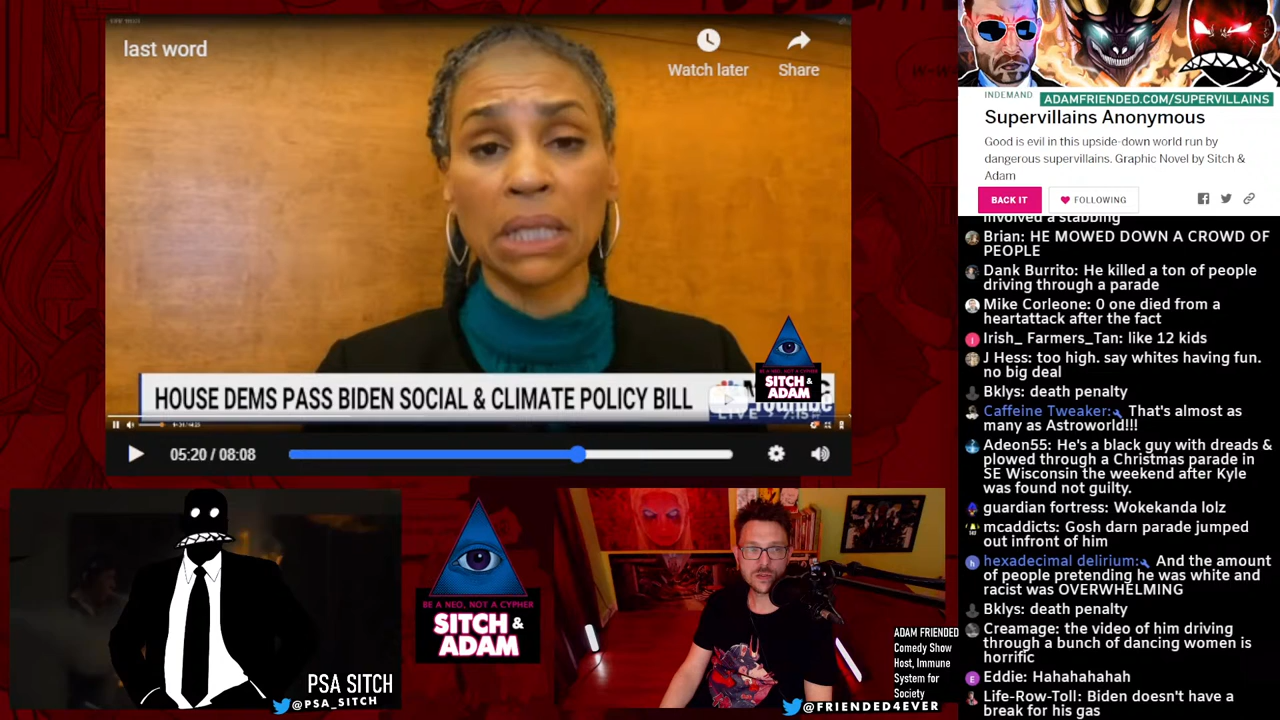 last word
Watch later
Share
HOUSE DEMS PASS BIDEN SOCIAL & CLIMATE POLICY BILL
BE A NEO, NOT A CYPHER
SITCH &
ADAM
05:20 / 08:08
PSA SITCH
@PSA_SITCH
BE A NEO, NOT A CYPHER
SITCH &
ADAM
ADAM FRIENDED
Comedy Show
Host, Immune
System for
Society
@FRIENDED4EVER
INDEMAND
ADAMFRIENDED.COM/SUPERVILLAINS
Supervillains Anonymous
Good is evil in this upside-down world run by
dangerous supervillains. Graphic Novel by Sitch &
Adam
BACK IT
FOLLOWING
involved a stabbing
Brian: HE MOWED DOWN A CROWD OF
PEOPLE
Dank Burrito: He killed a ton of people
driving through a parade
Mike Corleone: 0 one died from a
heartattack after the fact
Irish_ Farmers_Tan: like 12 kids
J Hess: too high. say whites having fun.
no big deal
Bklys: death penalty
Caffeine Tweaker: That's almost as
many as Astroworld!!!
Adeon55: He's a black guy with dreads &
plowed through a Christmas parade in
SE Wisconsin the weekend after Kyle
was found not guilty.
guardian fortress: Wokekanda lolz
mcaddicts: Gosh darn parade jumped
out infront of him
hexadecimal delirium: And the amount
of people pretending he was white and
racist was OVERWHELMING
Bklys: death penalty
Creamage: the video of him driving
through a bunch of dancing women is
horrific
Eddie: Hahahahahah
Life-Row-Toll: Biden doesn't have a
break for his gas